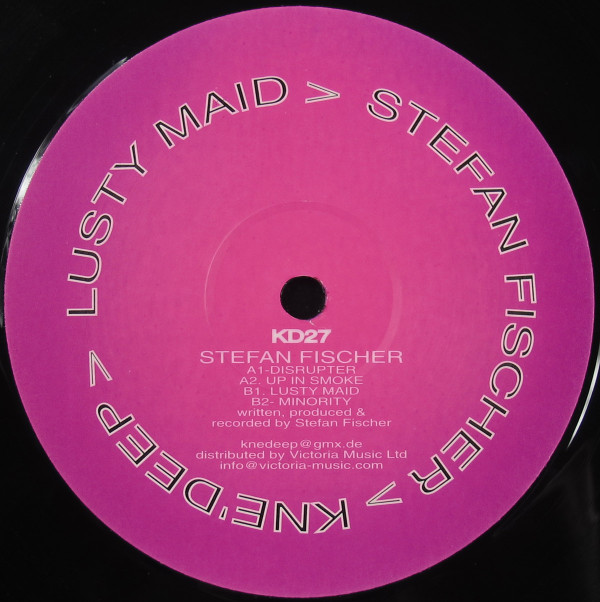 LUSTY MAID > STEFAN FISCHER > KNE'DEEP >
KD27
STEFAN FISCHER
A1-DISRUPTER
A2. UP IN SMOKE
B1. LUSTY MAID
B2- MINORITY
written, produced &
recorded by Stefan Fischer
knedeep@gmx.de
distributed by Victoria Music Ltd
info@victoria-music.com